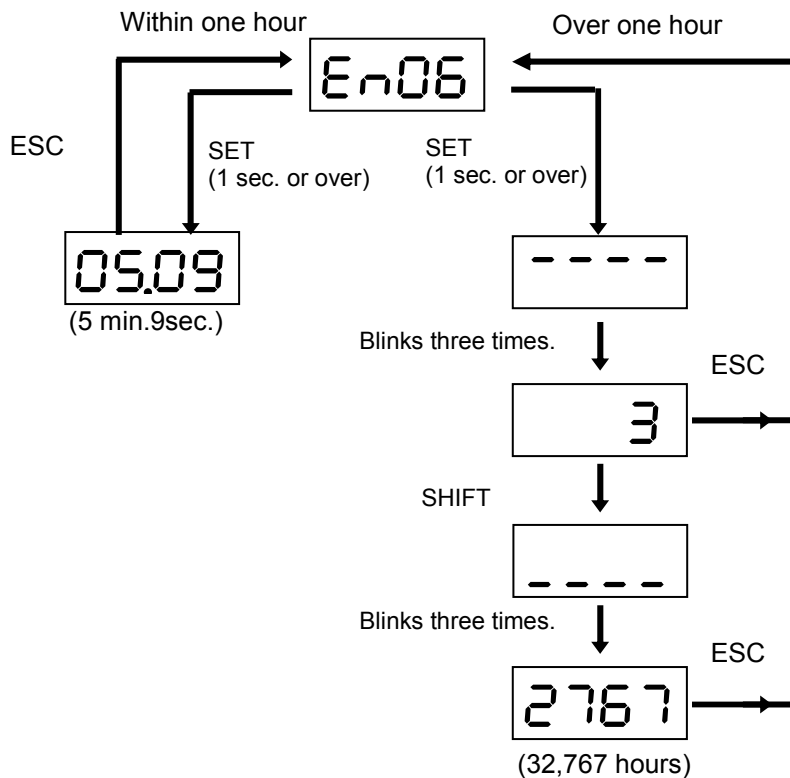 Within one hour
Over one hour
En06
ESC
SET
(1 sec. or over)
SET
(1 sec. or over)
05.09
(5 min.9sec.)
- - - -
Blinks three times.
ESC
3
SHIFT
_ _ _ _
Blinks three times.
ESC
2767
(32,767 hours)